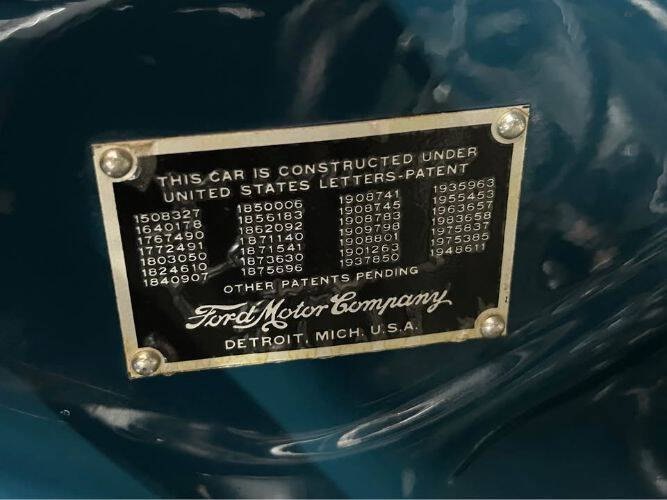 THIS CAR IS CONSTRUCTED UNDER
UNITED STATES LETTERS-PATENT
1508327 1850006 1908741 1935963
1640178 1856183 1908745 1955453
1767490 1862092 1908783 1963657
1772491 1871140 1909798 1983658
1803050 1871541 1908801 1975837
1824610 1873630 1901263 1975385
1840907 1875696 1937850 1948611
OTHER PATENTS PENDING
Ford Motor Company
DETROIT, MICH. U.S.A.